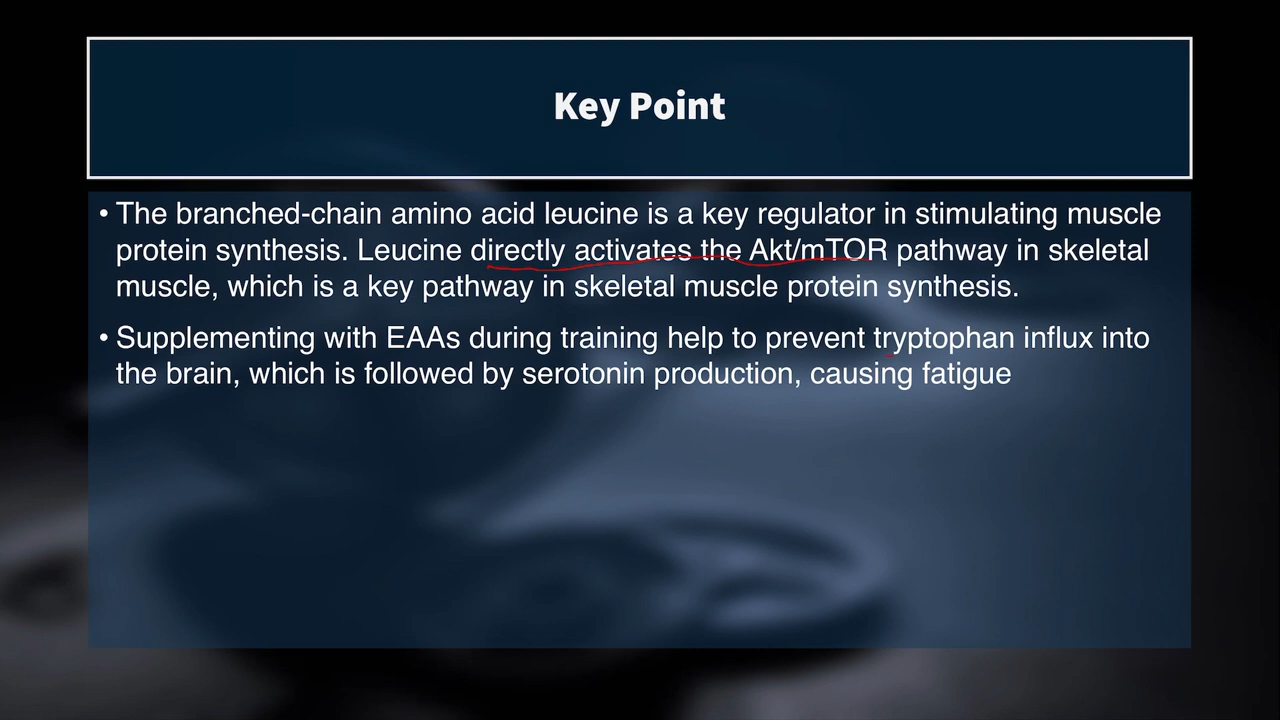 Key Point
• The branched-chain amino acid leucine is a key regulator in stimulating muscle
protein synthesis. Leucine directly activates the Akt/mTOR pathway in skeletal
muscle, which is a key pathway in skeletal muscle protein synthesis.
• Supplementing with EAAs during training help to prevent tryptophan influx into
the brain, which is followed by serotonin production, causing fatigue